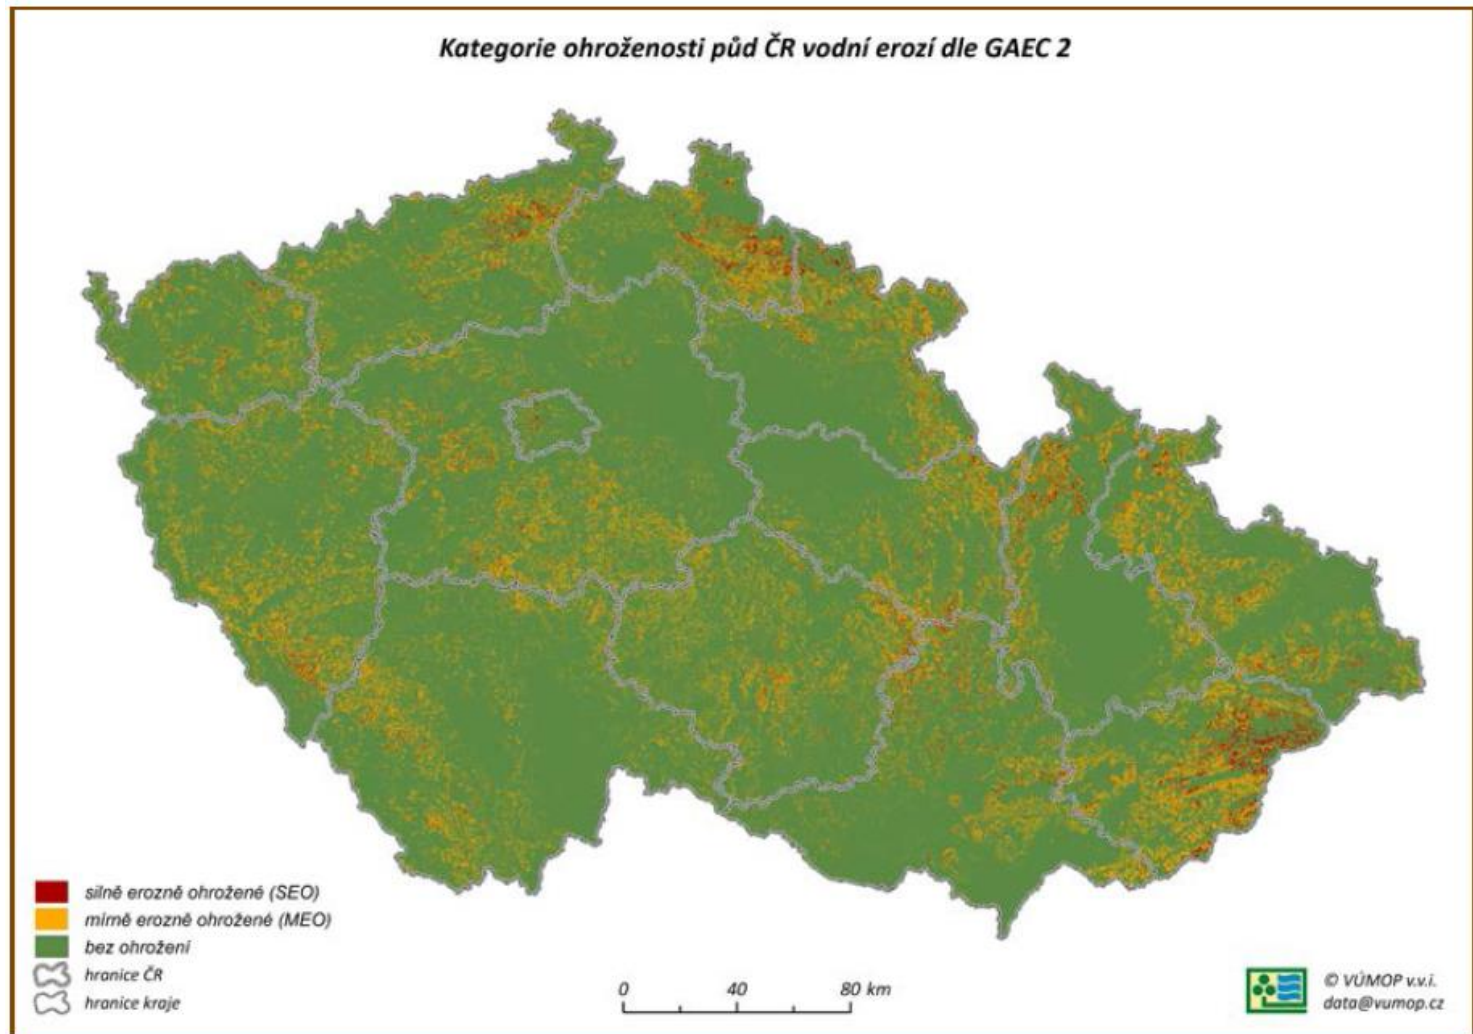 Kategorie ohroženosti půd ČR vodní erozí dle GAEC 2
silně erozně ohrožené (SEO)
mírně erozně ohrožené (MEO)
bez ohrožení
hranice ČR
hranice kraje
0 40 80 km
© VÚMOP v.v.i.
data@vumop.cz